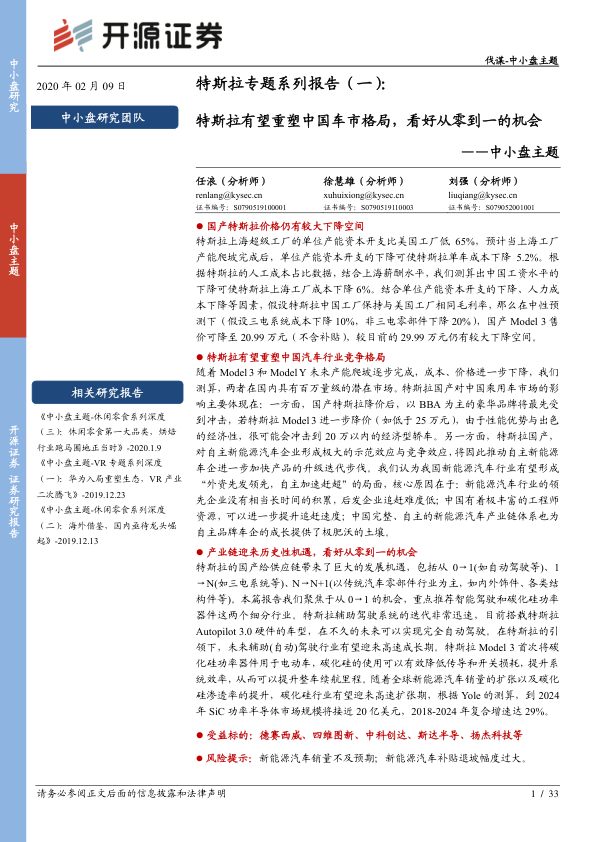 开源证券
伐谋-中小盘主题
中小盘研究
2020 年 02 月 09 日
中小盘研究团队
特斯拉专题系列报告（一）：
特斯拉有望重塑中国车市格局，看好从零到一的机会
——中小盘主题
任浪（分析师）
徐慧雄（分析师）
刘强（分析师）
renlang@kysec.cn
xuhuixiong@kysec.cn
liuqiang@kysec.cn
证书编号：S0790519100001
证书编号：S0790519110003
证书编号：S079052001001
中小盘主题
● 国产特斯拉价格仍有较大下降空间
特斯拉上海超级工厂的单位产能资本开支比美国工厂低 65%，预计当上海工厂
产能爬坡完成后，单位产能资本开支的下降可使特斯拉单车成本下降 5.2%。根
据特斯拉的人工成本占比数据，结合上海薪酬水平，我们测算出中国工资水平的
下降可使特斯拉上海工厂成本下降 6%。结合单位产能资本开支的下降、人力成
本下降等因素，假设特斯拉中国工厂保持与美国工厂相同毛利率，那么在中性预
测下（假设三电系统成本下降 10%，非三电零部件下降 20%），国产 Model 3 售
价可降至 20.99 万元（不含补贴），较目前的 29.99 万元仍有较大下降空间。
● 特斯拉有望重塑中国汽车行业竞争格局
随着 Model 3 和 Model Y 未来产能爬坡逐步完成，成本、价格进一步下降，我们
测算，两者在国内具有百万量级的潜在市场。特斯拉国产对中国乘用车市场的影
响主要体现在：一方面，国产特斯拉降价后，以 BBA 为主的豪华品牌将最先受
到冲击，若特斯拉 Model 3 进一步降价（如低于 25 万元），由于性能优势与出色
的经济性，很可能会冲击到 20 万以内的经济型轿车。另一方面，特斯拉国产，
对自主新能源车企业形成极大的示范效应与竞争效应，将因此推动自主新能源
车企进一步加快产品的升级迭代步伐。我们认为我国新能源汽车行业有望形成
“外资先发领先，自主加速赶超”的局面，核心原因在于：新能源汽车行业的领
先企业没有相当长时间的积累，后发企业追赶难度低；中国有着极丰富的工程师
资源，可以进一步提升追赶速度；中国完整、自主的新能源汽车产业链体系也为
自主品牌车企的成长提供了极肥沃的土壤。
相关研究报告
《中小盘主题-休闲零食系列深度
（三）：休闲零食第一大品类，烘焙
行业跑马圈地正当时》-2020.1.9
《中小盘主题-VR 专题系列深度
（一）：华为入局重塑生态，VR 产业
二次腾飞》-2019.12.23
《中小盘主题-休闲零食系列深度
（二）：海外借鉴，国内亟待龙头崛
起》-2019.12.13
开源证券
证券研究报告
● 产业链迎来历史性机遇，看好从零到一的机会
特斯拉的国产给供应链带来了巨大的发展机遇，包括从 0→1(如自动驾驶等)、1
→N(如三电系统等)、N→N+1(以传统汽车零部件行业为主，如内外饰件、各类结
构件等)。本篇报告我们聚焦于从 0→1 的机会，重点推荐智能驾驶和碳化硅功率
器件这两个细分行业。特斯拉辅助驾驶系统的迭代非常迅速，目前搭载特斯拉
Autopilot 3.0 硬件的车型，在不久的未来可以实现完全自动驾驶。在特斯拉的引
领下，未来辅助(自动)驾驶行业有望迎来高速成长期。特斯拉 Model 3 首次将碳
化硅功率器件用于电动车，碳化硅的使用可以有效降低传导和开关损耗，提升系
统效率，从而可以提升整车续航里程。随着全球新能源汽车销量的扩张以及碳化
硅渗透率的提升，碳化硅行业有望迎来高速扩张期，根据 Yole 的测算，到 2024
年 SiC 功率半导体市场规模将接近 20 亿美元，2018-2024 年复合增速达 29%。
● 受益标的：德赛西威、四维图新、中科创达、斯达半导、扬杰科技等
● 风险提示：新能源汽车销量不及预期；新能源汽车补贴退坡幅度过大。
请务必参阅正文后面的信息披露和法律声明
1 / 33